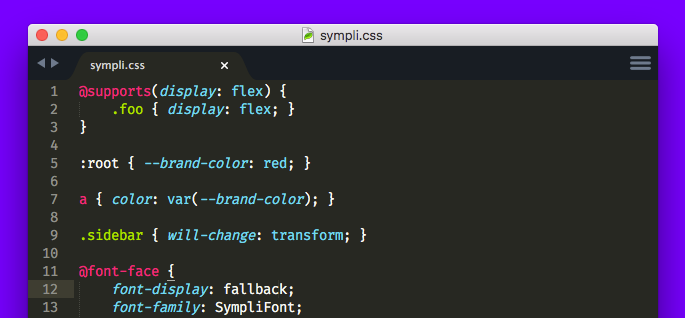 sympli.css
sympli.css ×
1 @supports(display: flex) {
2 .foo { display: flex; }
3 }
4
5 :root { --brand-color: red; }
6
7 a { color: var(--brand-color); }
8
9 .sidebar { will-change: transform; }
10
11 @font-face {
12 font-display: fallback;
13 font-family: SympliFont;